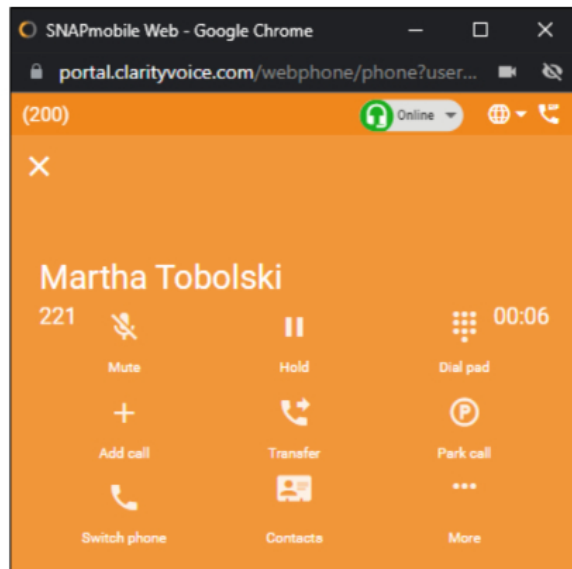 SNAPmobile Web - Google Chrome
portal.clarityvoice.com/webphone/phone?user...
(200) Online
Martha Tobolski
221 00:06
Mute Hold Dial pad
Add call Transfer Park call
Switch phone Contacts More